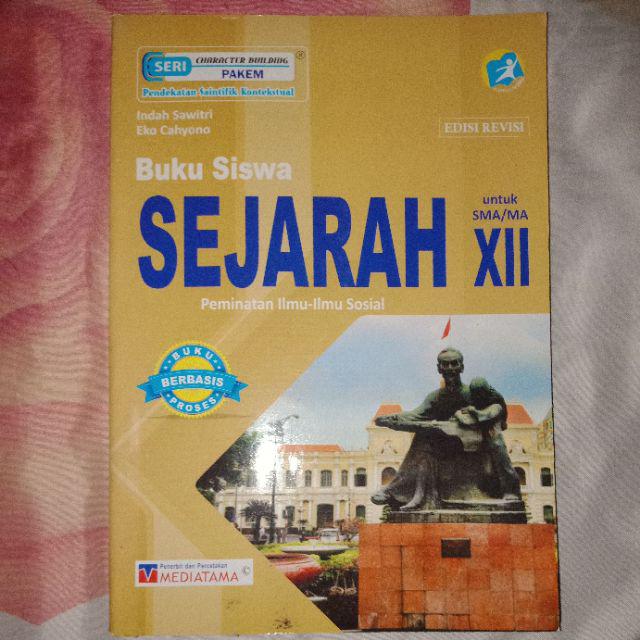 SERI
CHARACTER BUILDING ®
PAKEM
Pendekatan Saintifik Kontekstual
Indah Sawitri
Eko Cahyono
EDISI REVISI
Buku Siswa
SEJARAH
untuk
SMA/MA
XII
Peminatan Ilmu-Ilmu Sosial
BUKU
BERBASIS
PROSES
Penerbit dan Percetakan
MEDIATAMA ©